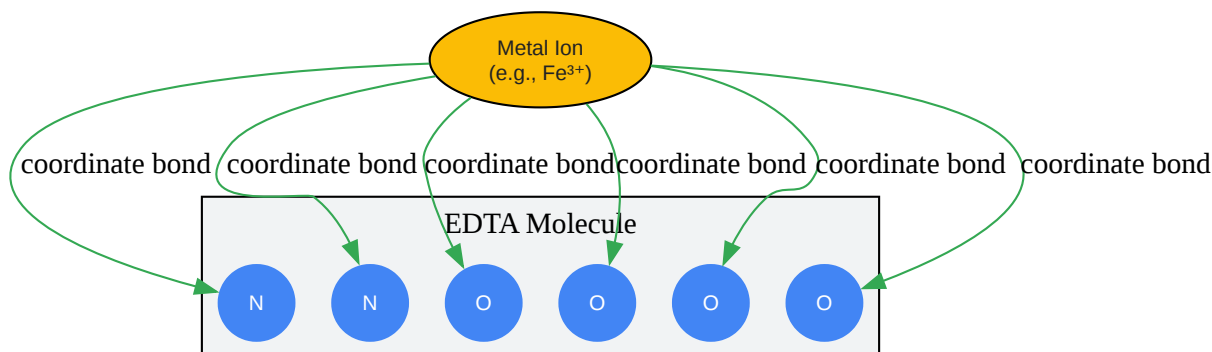 Metal Ion
(e.g., Fe³⁺)
coordinate bond coordinate bond coordinate bond coordinate bond coordinate bond coordinate bond
EDTA Molecule
N N O O O O